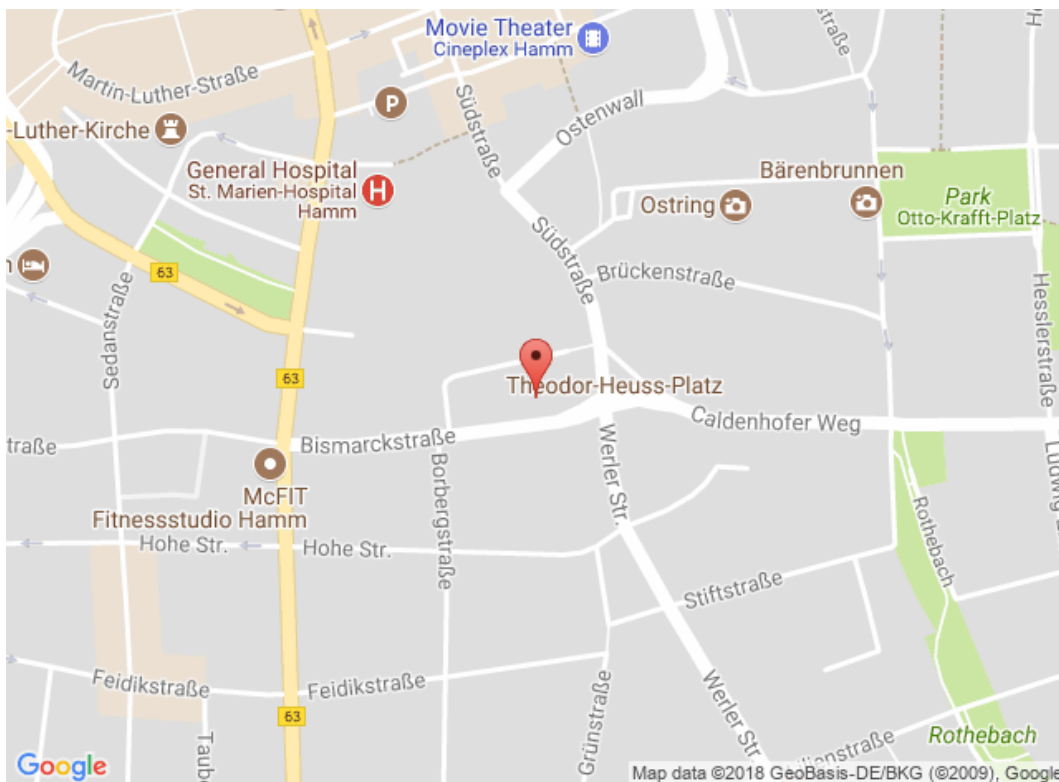 Movie Theater
Cineplex Hamm
Martin-Luther-Straße
P
Südstraße
Ostenwall
-Luther-Kirche
General Hospital
St. Marien-Hospital
Hamm
H
Bärenbrunnen
Ostring
Park
Otto-Krafft-Platz
Südstraße
63
Brückenstraße
Hesslerstraße
Sedanstraße
63
Theodor-Heuss-Platz
Caldenhofer Weg
traße
Bismarckstraße
Werler Str.
Borbergstraße
McFIT
Fitnessstudio Hamm
Hohe Str.
Hohe Str.
Rothebach
Stiftstraße
Feidikstraße
Feidikstraße
63
Grünstraße
Werler Str
Rothebach
Taube
Google
Map data ©2018 GeoBasis-DE/BKG (©2009), Google